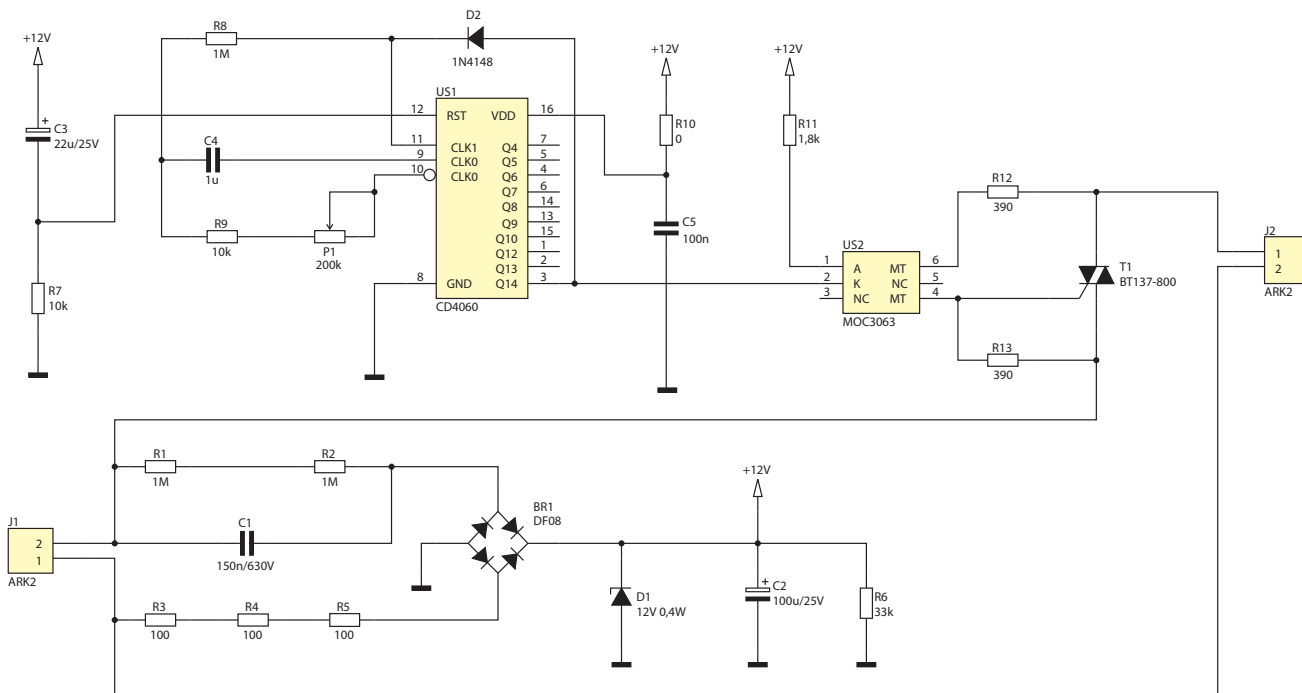 D2
R8
+12V
1M
1N4148
+12V
+12V
US1
12
RST
VDD
16
C3
22u/25V
+
R10
0
R11
1,8k
C4
1u
11
CLK1
9
CLK0
10
CLK0
Q4
7
Q5
5
Q6
4
Q7
6
Q8
14
Q9
13
Q10
15
Q12
1
Q13
2
Q14
3
8
GND
CD4060
R9
10k
P1
200k
R7
10k
C5
100n
R12
390
US2
1
A
MT
6
2
K
NC
5
3
NC
MT
4
MOC3063
T1
BT137-800
J2
1
2
ARK2
R13
390
R1
1M
R2
1M
+12V
J1
2
1
ARK2
C1
150n/630V
BR1
DF08
R3
100
R4
100
R5
100
D1
12V 0,4W
+
C2
100u/25V
R6
33k